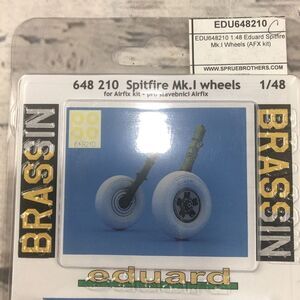 EDU648210
EDU648210 1:48 Eduard Spitfire
Mk.I Wheels (AFX kit)
WWW.SPRUEBROTHERS.COM
648 210 Spitfire Mk.I wheels 1/48
for Airfix kit - pro stavebnici Airfix
648210
BRASSIN
BRASSIN
eduard